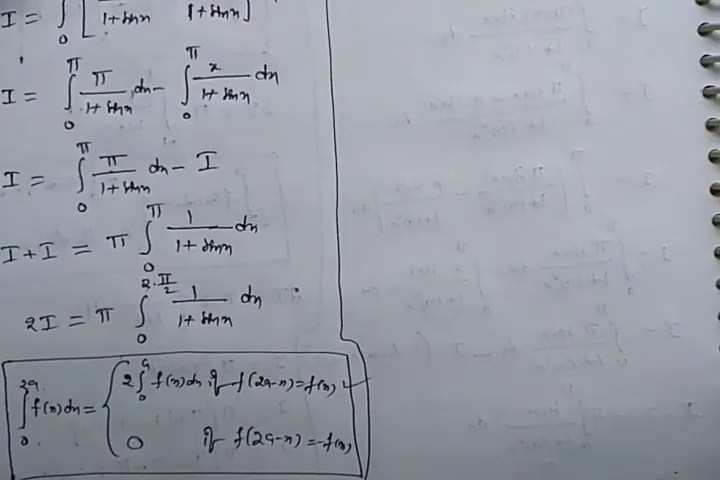 I = ∫₀ [ /1+sinx /1+sinx ]
I = ∫₀^π π/1+sinx dx - ∫₀^π x/1+sinx dx
I = ∫₀^π π/1+sinx dx - I
I+I = π ∫₀^π 1/1+sinx dx
2I = π ∫₀^2·π/2 1/1+sinx dx
∫₀^2a f(x)dx = { 2∫₀^a f(x)dx if f(2a-x)=f(x)
0 if f(2a-x)=-f(x)